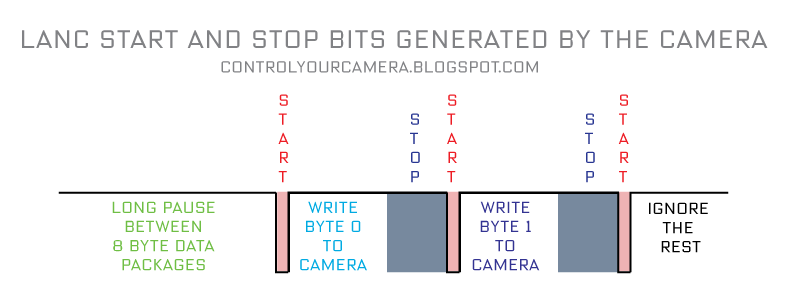 LANC START AND STOP BITS GENERATED BY THE CAMERA
CONTROLYOURCAMERA.BLOGSPOT.COM
START
STOP
START
STOP
START
LONG PAUSE
BETWEEN
8 BYTE DATA
PACKAGES
WRITE
BYTE 0
TO
CAMERA
WRITE
BYTE 1
TO
CAMERA
IGNORE
THE
REST